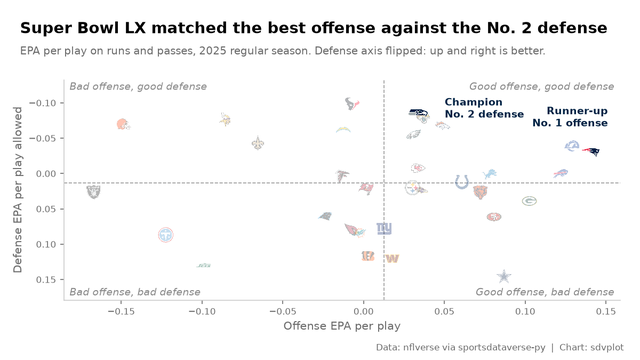 Super Bowl LX matched the best offense against the No. 2 defense
EPA per play on runs and passes, 2025 regular season. Defense axis flipped: up and right is better.
Bad offense, good defense
Good offense, good defense
Champion
No. 2 defense
Runner-up
No. 1 offense
−0.10
−0.05
0.00
0.05
0.10
0.15
Defense EPA per play allowed
Bad offense, bad defense
Good offense, bad defense
−0.15
−0.10
−0.05
0.00
0.05
0.10
0.15
Offense EPA per play
Data: nflverse via sportsdataverse-py | Chart: sdvplot